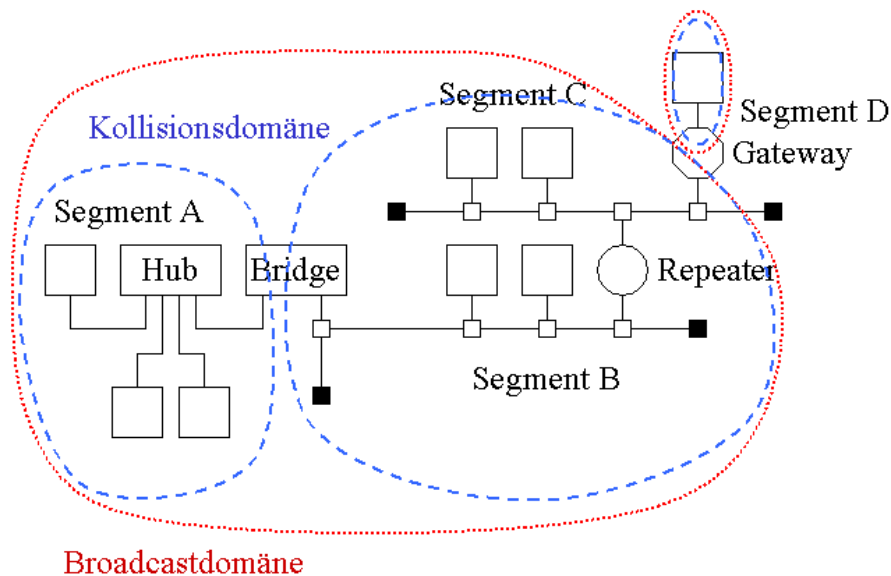 Segment C
Segment D
Kollisionsdomäne
Gateway
Segment A
Hub
Bridge
Repeater
Segment B
Broadcastdomäne